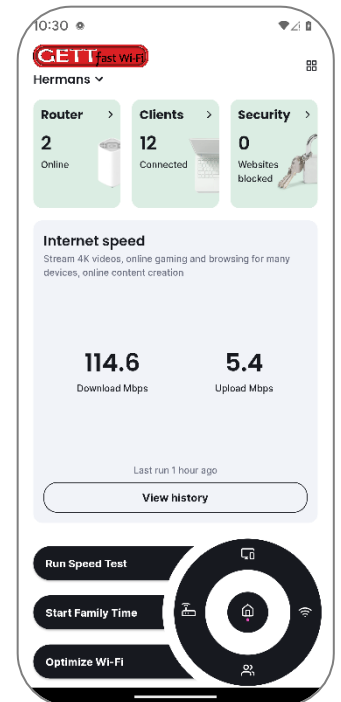 10:30
GETT fast Wi-Fi
Hermans
Router
2
Online
Clients
12
Connected
Security
0
Websites
blocked
Internet speed
Stream 4K videos, online gaming and browsing for many
devices, online content creation
114.6
Download Mbps
5.4
Upload Mbps
Last run 1 hour ago
View history
Run Speed Test
Start Family Time
Optimize Wi-Fi